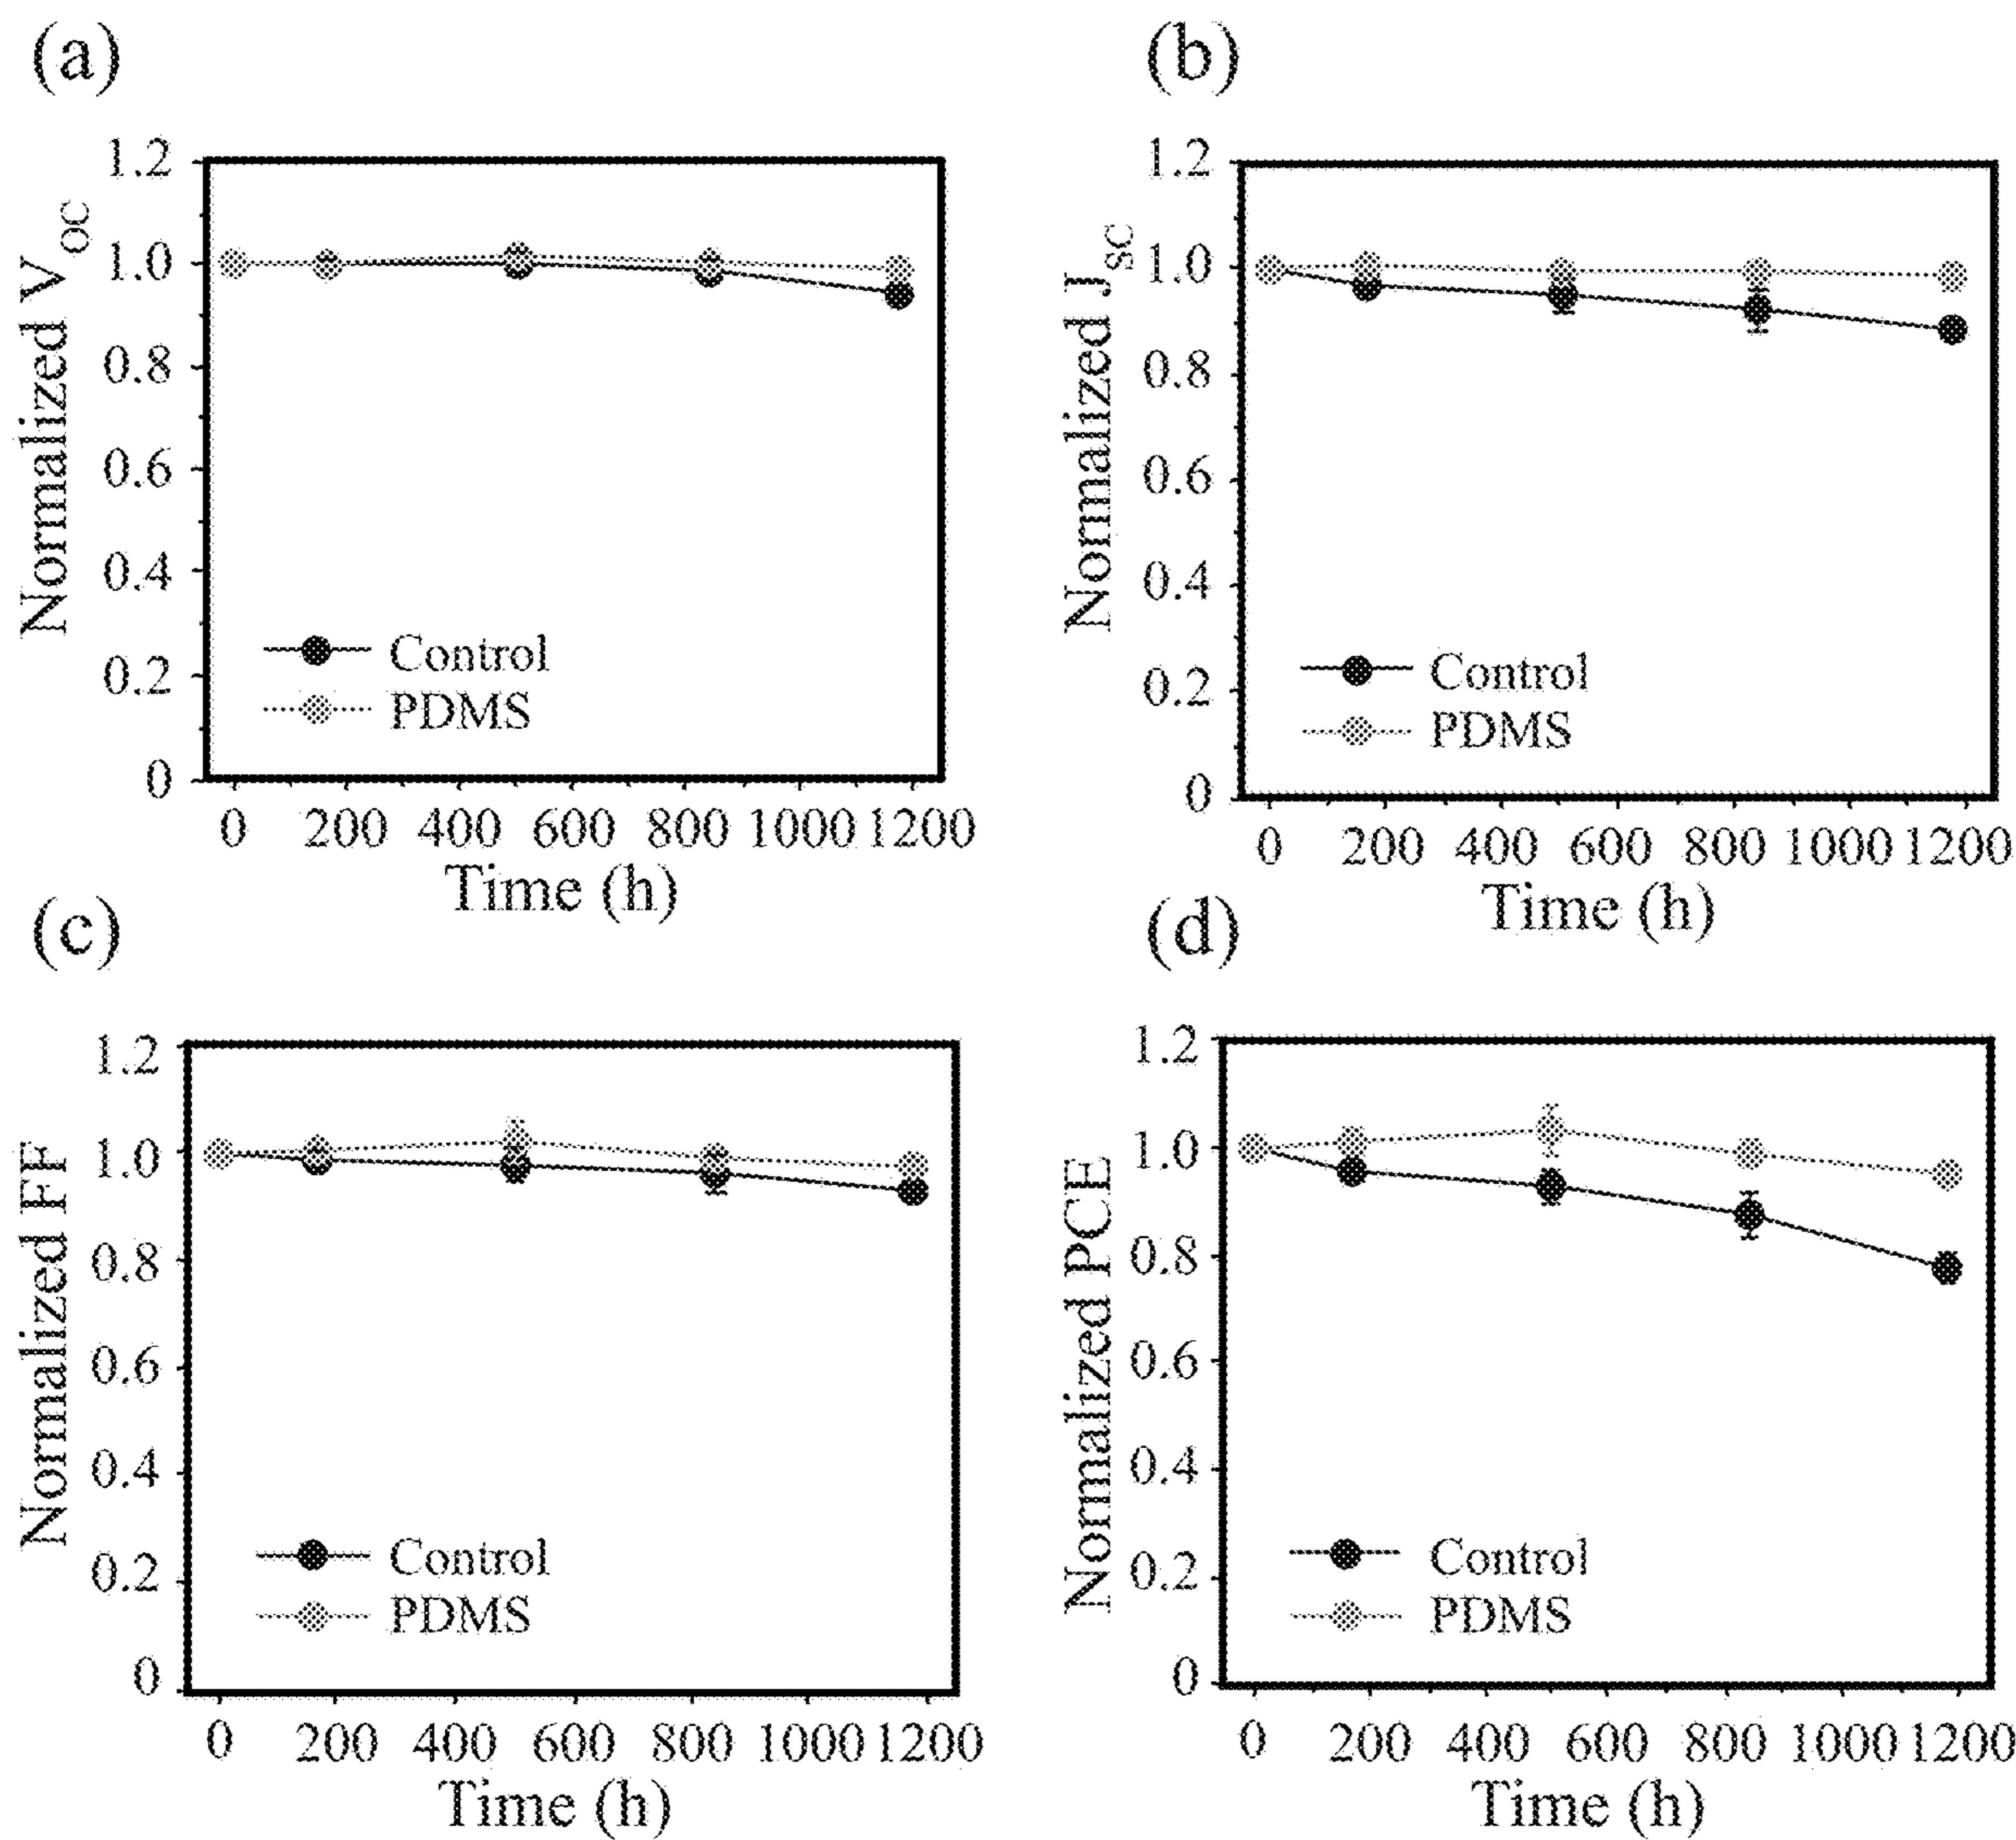 (a)
Normalized V_OC
1.2
1.0
0.8
0.6
0.4
0.2
0
Control
PDMS
0 200 400 600 800 1000 1200
Time (h)
(b)
Normalized J_SC
1.2
1.0
0.8
0.6
0.4
0.2
0
Control
PDMS
0 200 400 600 800 1000 1200
Time (h)
(c)
Normalized FF
1.2
1.0
0.8
0.6
0.4
0.2
0
Control
PDMS
0 200 400 600 800 1000 1200
Time (h)
(d)
Normalized PCE
1.2
1.0
0.8
0.6
0.4
0.2
0
Control
PDMS
0 200 400 600 800 1000 1200
Time (h)